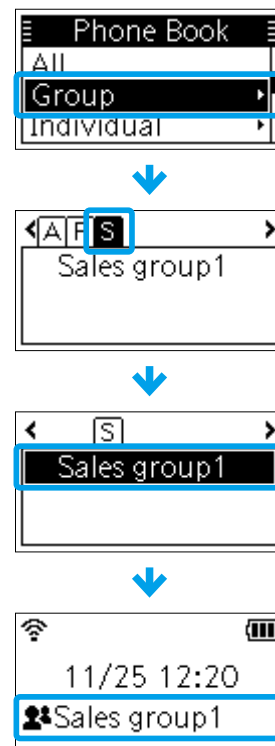 Phone Book
All
Group
Individual
A F S
Sales group1
S
Sales group1
11/25 12:20
Sales group1